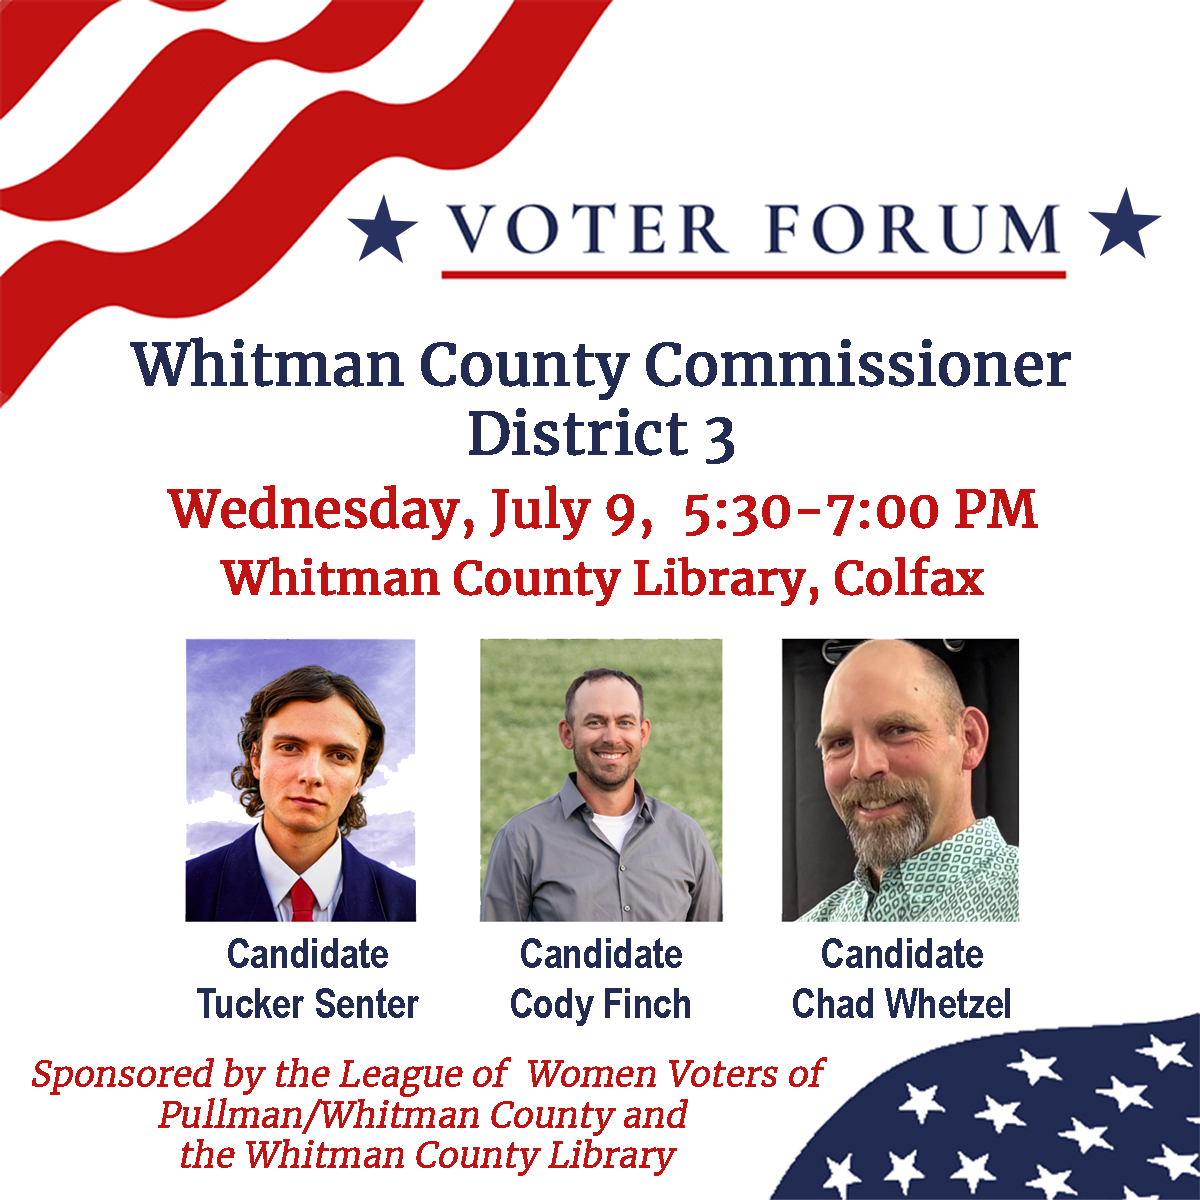 VOTER FORUM
Whitman County Commissioner
District 3
Wednesday, July 9, 5:30-7:00 PM
Whitman County Library, Colfax
Candidate
Tucker Senter
Candidate
Cody Finch
Candidate
Chad Whetzel
Sponsored by the League of Women Voters of
Pullman/Whitman County and
the Whitman County Library